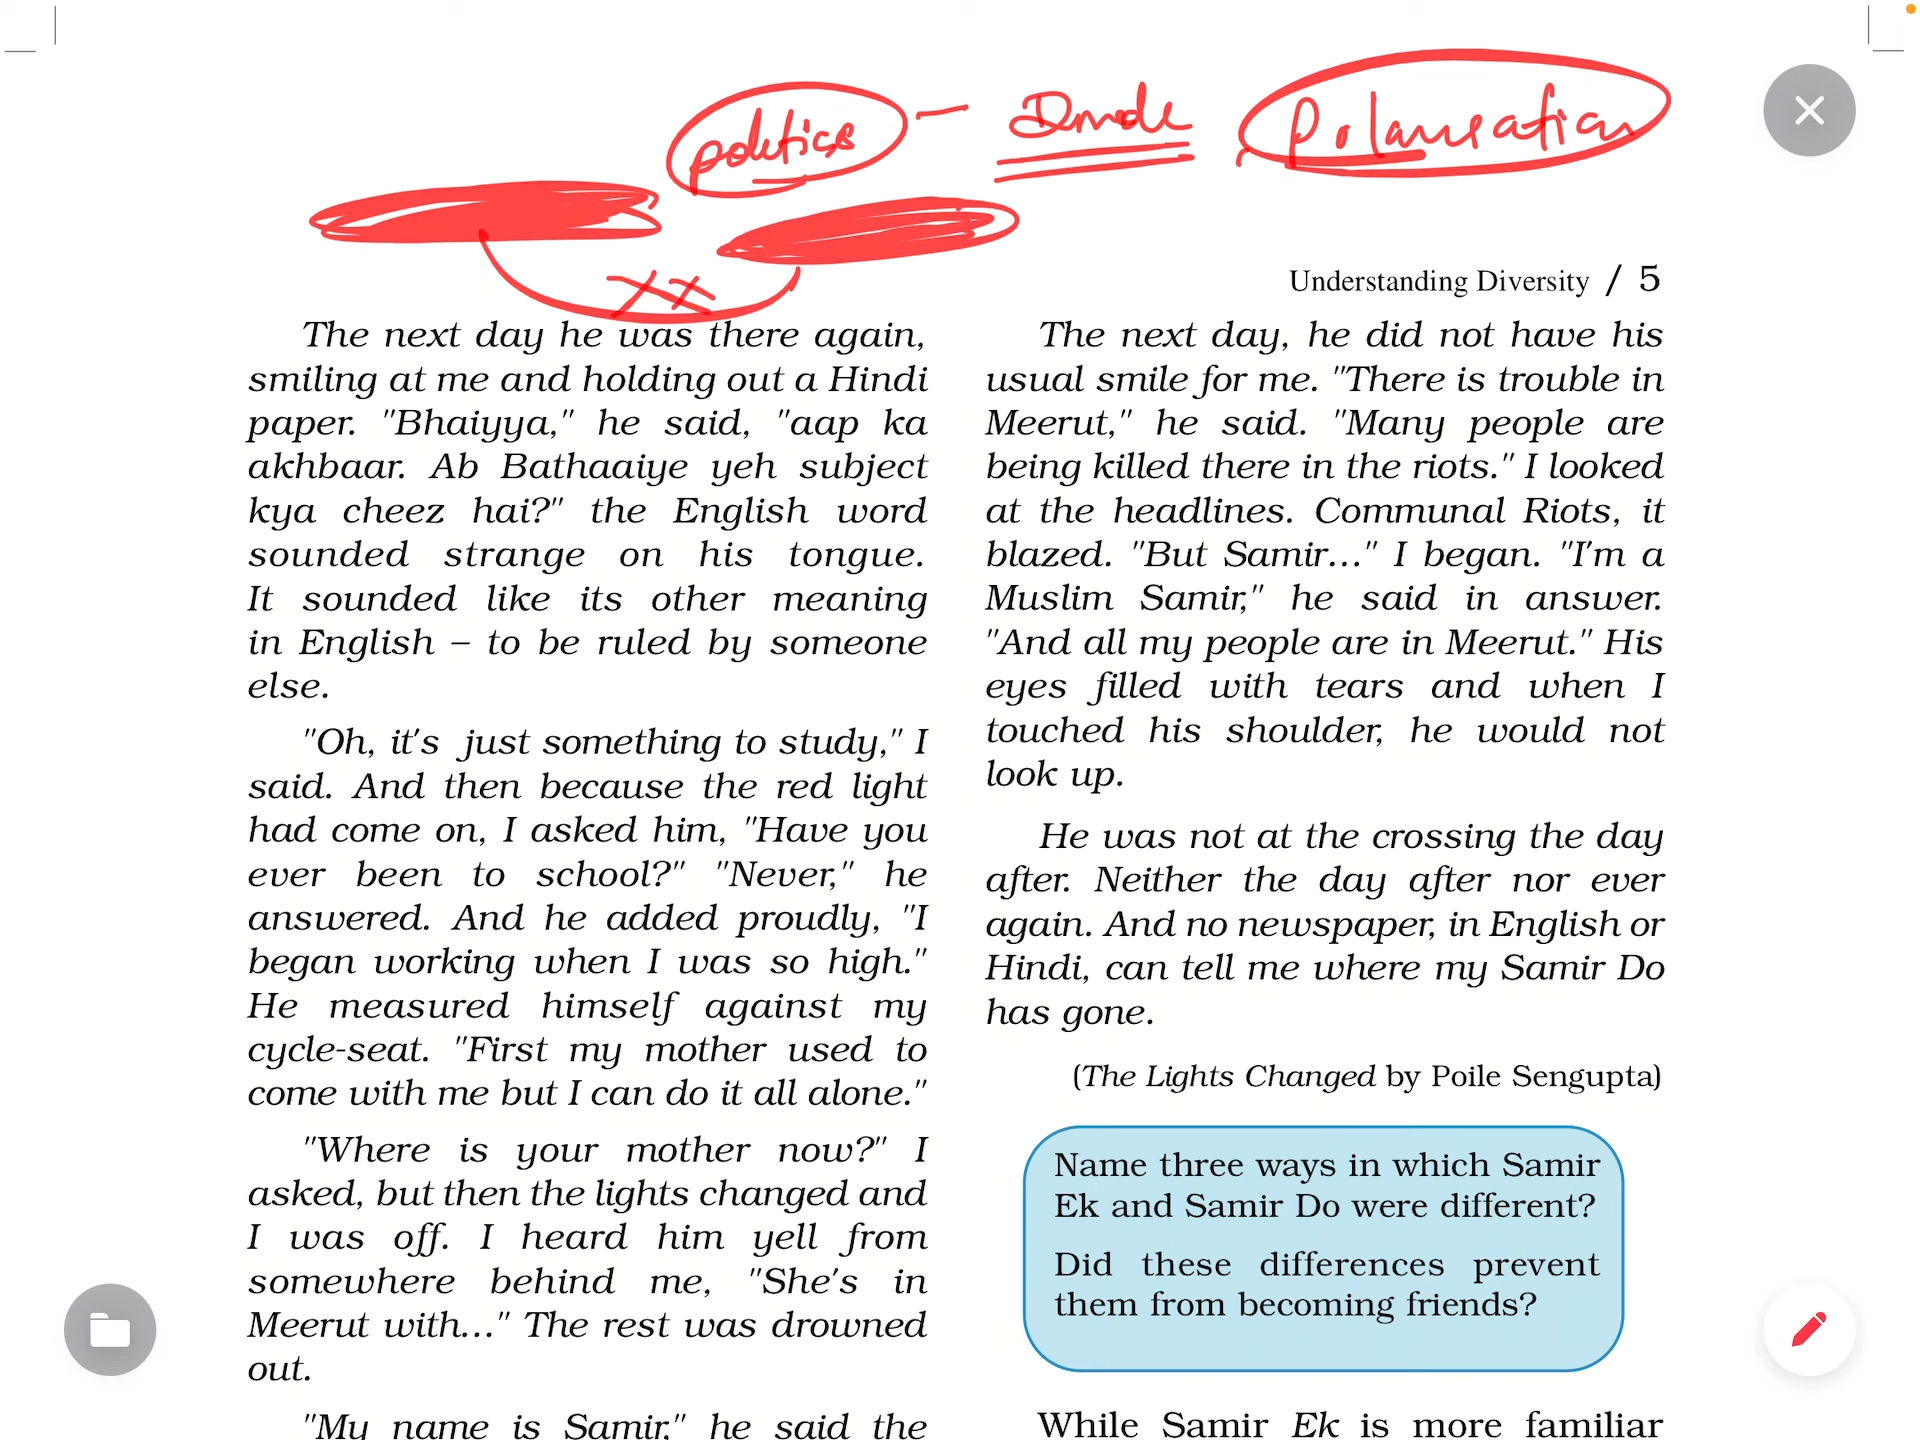 politics – Divide Polarisation
XX
Understanding Diversity / 5
The next day he was there again,
smiling at me and holding out a Hindi
paper. "Bhaiyya," he said, "aap ka
akhbaar. Ab Bathaaiye yeh subject
kya cheez hai?" the English word
sounded strange on his tongue.
It sounded like its other meaning
in English – to be ruled by someone
else.
"Oh, it's just something to study," I
said. And then because the red light
had come on, I asked him, "Have you
ever been to school?" "Never," he
answered. And he added proudly, "I
began working when I was so high."
He measured himself against my
cycle-seat. "First my mother used to
come with me but I can do it all alone."
"Where is your mother now?" I
asked, but then the lights changed and
I was off. I heard him yell from
somewhere behind me, "She's in
Meerut with..." The rest was drowned
out.
"My name is Samir," he said the
The next day, he did not have his
usual smile for me. "There is trouble in
Meerut," he said. "Many people are
being killed there in the riots." I looked
at the headlines. Communal Riots, it
blazed. "But Samir..." I began. "I'm a
Muslim Samir," he said in answer.
"And all my people are in Meerut." His
eyes filled with tears and when I
touched his shoulder, he would not
look up.
He was not at the crossing the day
after. Neither the day after nor ever
again. And no newspaper, in English or
Hindi, can tell me where my Samir Do
has gone.
(The Lights Changed by Poile Sengupta)
Name three ways in which Samir
Ek and Samir Do were different?
Did these differences prevent
them from becoming friends?
While Samir Ek is more familiar